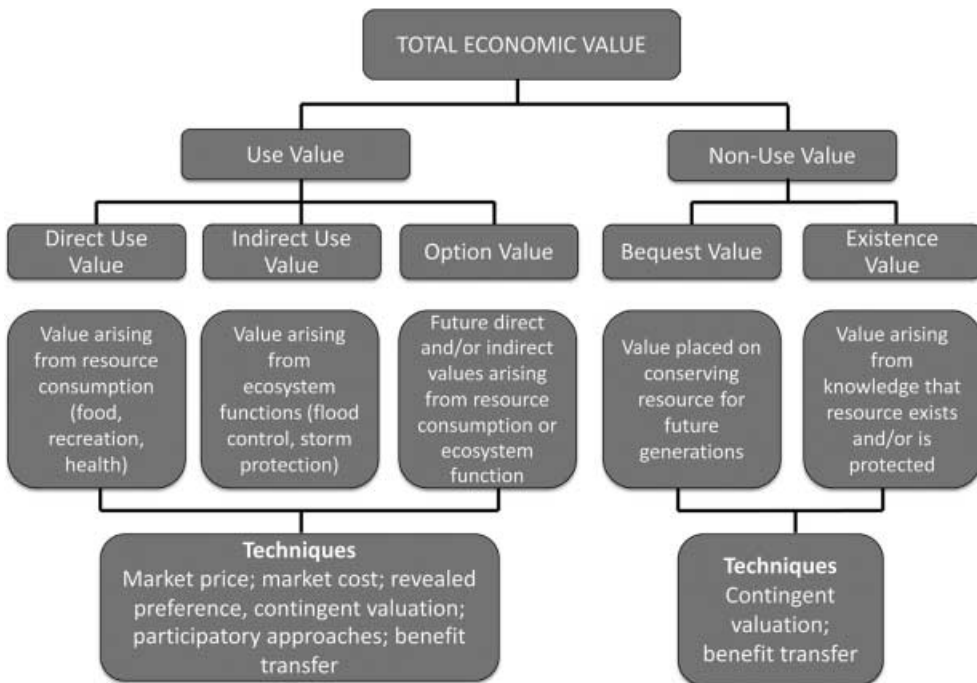 TOTAL ECONOMIC VALUE
Use Value
Non-Use Value
Direct Use
Value
Indirect Use
Value
Option Value
Bequest Value
Existence
Value
Value arising
from resource
consumption
(food,
recreation,
health)
Value arising
from
ecosystem
functions (flood
control, storm
protection)
Future direct
and/or indirect
values arising
from resource
consumption or
ecosystem
function
Value placed on
conserving
resource for
future
generations
Value arising
from
knowledge that
resource exists
and/or is
protected
Techniques
Market price; market cost; revealed
preference, contingent valuation;
participatory approaches; benefit
transfer
Techniques
Contingent
valuation;
benefit transfer